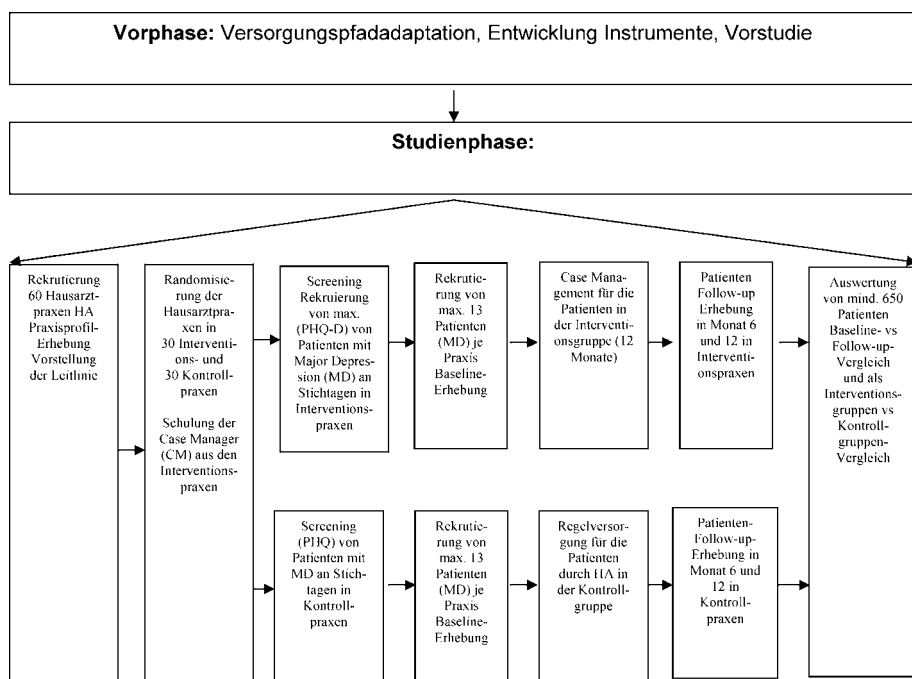 Vorphase: Versorgungspfadadaptation, Entwicklung Instrumente, Vorstudie
Studienphase:
Rekrutierung
60 Hausarzt-
praxen HA
Praxisprofil-
Erhebung
Vorstellung
der Leitlinie
Randomisie-
rung der
Hausarztpra-
xen in
30 Interventi-
ons- und
30 Kontroll-
praxen
Schulung der
Case Manager
(CM) aus den
Interventions-
praxen
Screening
Rekruierung von
max.
(PHQ-D) von
Patienten mit
Major Depres-
sion (MD) an
Stichtagen in
Interventions-
praxen
Rekrutie-
rung von
max. 13
Patienten
(MD) je
Praxis
Baseline-
Erhebung
Case Mana-
gement für die
Patienten in
der Interventi-
onsgruppe (12
Monate)
Patienten
Follow-up
Erhebung
in Monat 6
und 12 in
Interventi-
onspraxen
Auswertung
von mind. 650
Patienten
Baseline- vs
Follow-up-
Vergleich
und als
Interventions-
gruppen vs
Kontroll-
gruppen-
Vergleich
Screening
(PHQ) von
Patienten mit
MD an Stich-
tagen in
Kontroll-
praxen
Rekrutie-
rung von
max. 13
Patienten
(MD) je
Praxis
Baseline-
Erhebung
Regelversor-
gung für die
Patienten
durch HA in
der Kontroll-
gruppe
Patienten-
Follow-up-
Erhebung in
Monat 6 und
12 in
Kontroll-
praxen